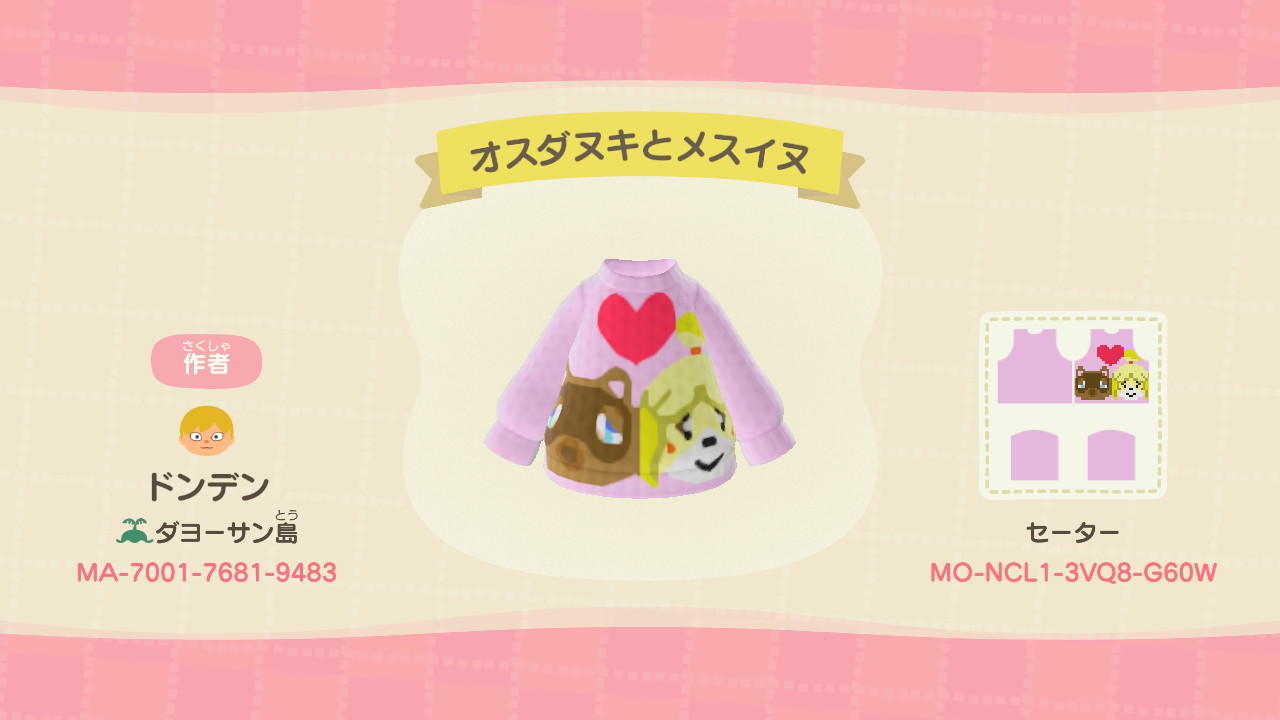 オスダヌキとメスイヌ
さくしゃ
作者
ドンデン
とう
ダヨーサン島
MA-7001-7681-9483
セーター
MO-NCL1-3VQ8-G60W